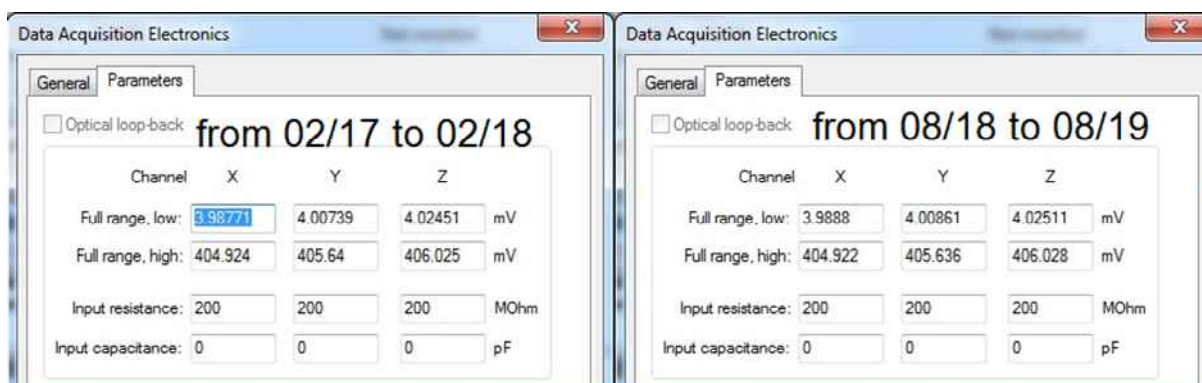 Data Acquisition Electronics
General Parameters
Optical loop-back
from 02/17 to 02/18
Channel X Y Z
Full range, low: 3.98771 4.00739 4.02451 mV
Full range, high: 404.924 405.64 406.025 mV
Input resistance: 200 200 200 MOhm
Input capacitance: 0 0 0 pF
Data Acquisition Electronics
General Parameters
Optical loop-back
from 08/18 to 08/19
Channel X Y Z
Full range, low: 3.9888 4.00861 4.02511 mV
Full range, high: 404.922 405.636 406.028 mV
Input resistance: 200 200 200 MOhm
Input capacitance: 0 0 0 pF